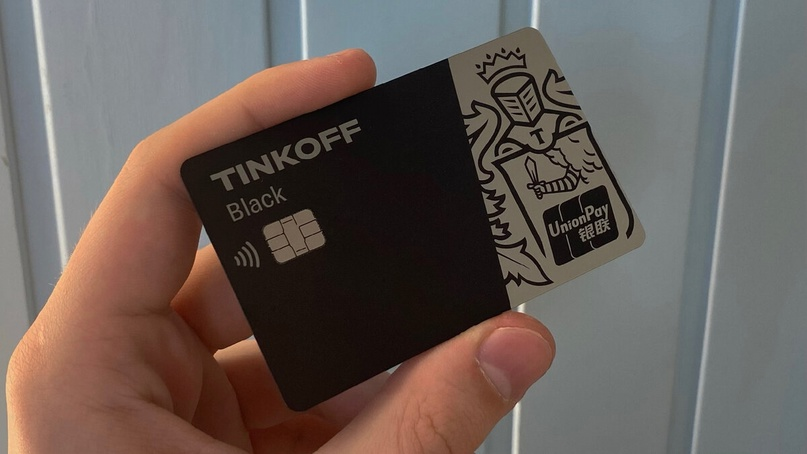 TINKOFF
Black
T
UnionPay
银联